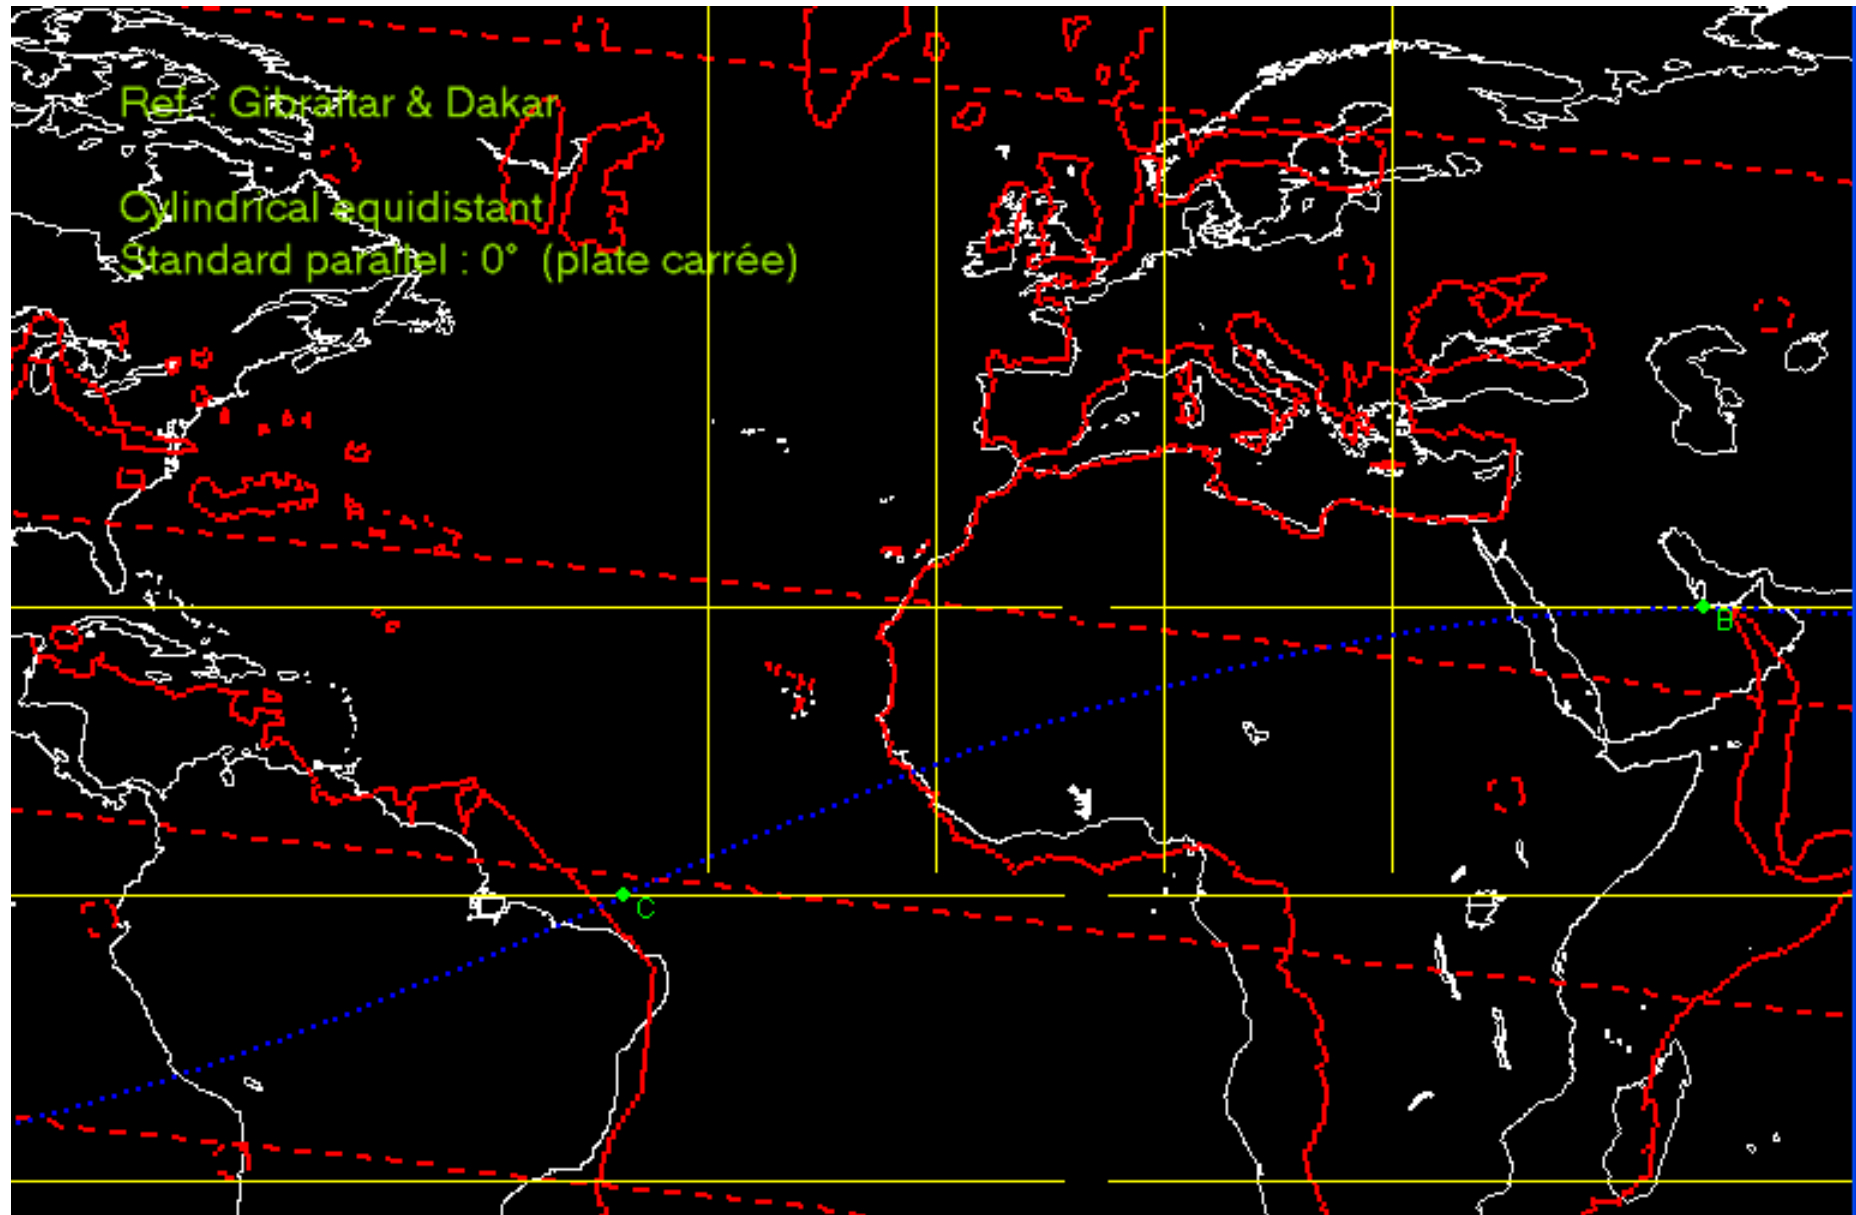 Ref. : Gibraltar & Dakar
Cylindrical equidistant
Standard parallel : 0° (plate carrée)
B
C